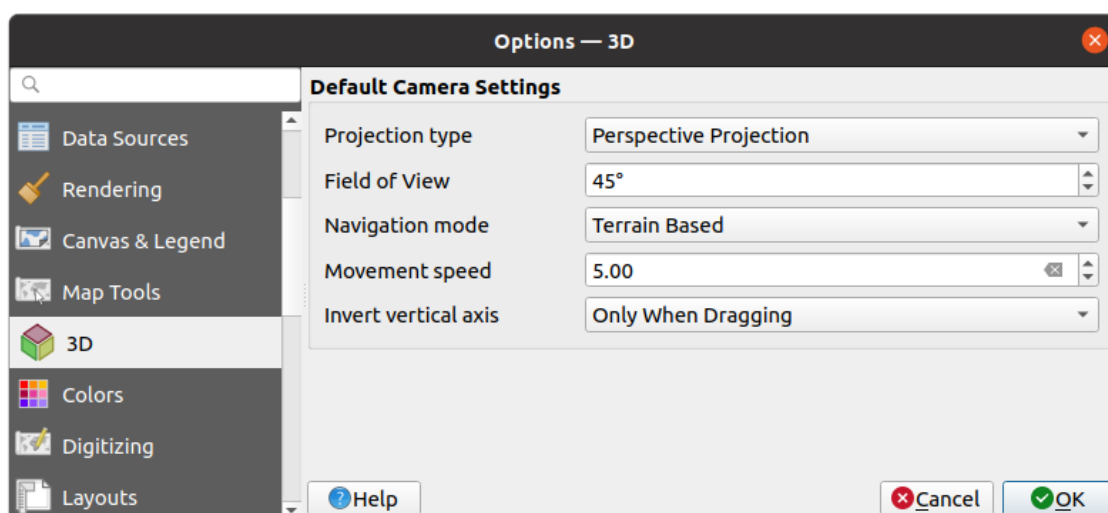 Options — 3D
Data Sources
Rendering
Canvas & Legend
Map Tools
3D
Colors
Digitizing
Layouts
Default Camera Settings
Projection type Perspective Projection
Field of View 45°
Navigation mode Terrain Based
Movement speed 5.00
Invert vertical axis Only When Dragging
Help Cancel OK